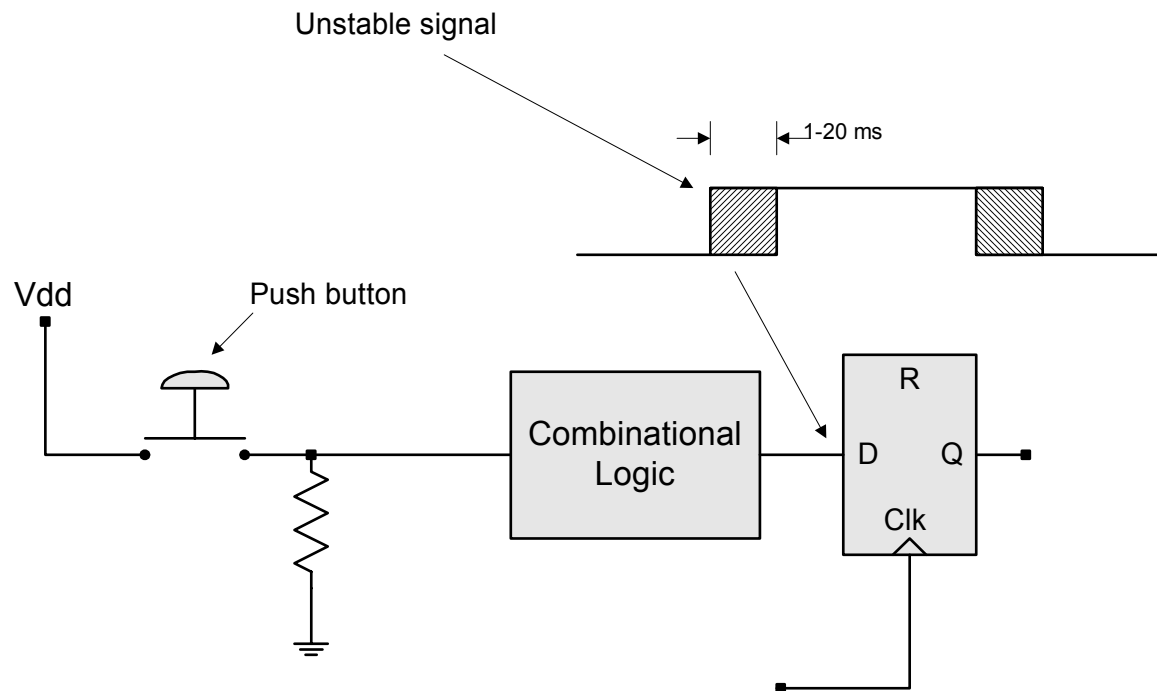 Unstable signal
1-20 ms
Vdd
Push button
R
Combinational
Logic
D
Q
Clk